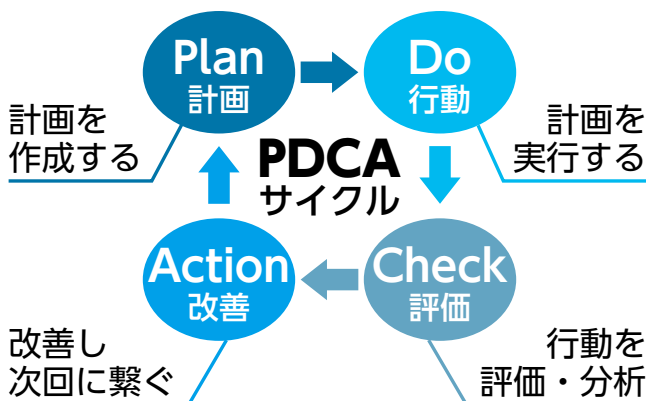 Plan
計画
Do
行動
計画を
作成する
計画を
実行する
PDCA
サイクル
Action
改善
Check
評価
改善し
次回に繋ぐ
行動を
評価・分析